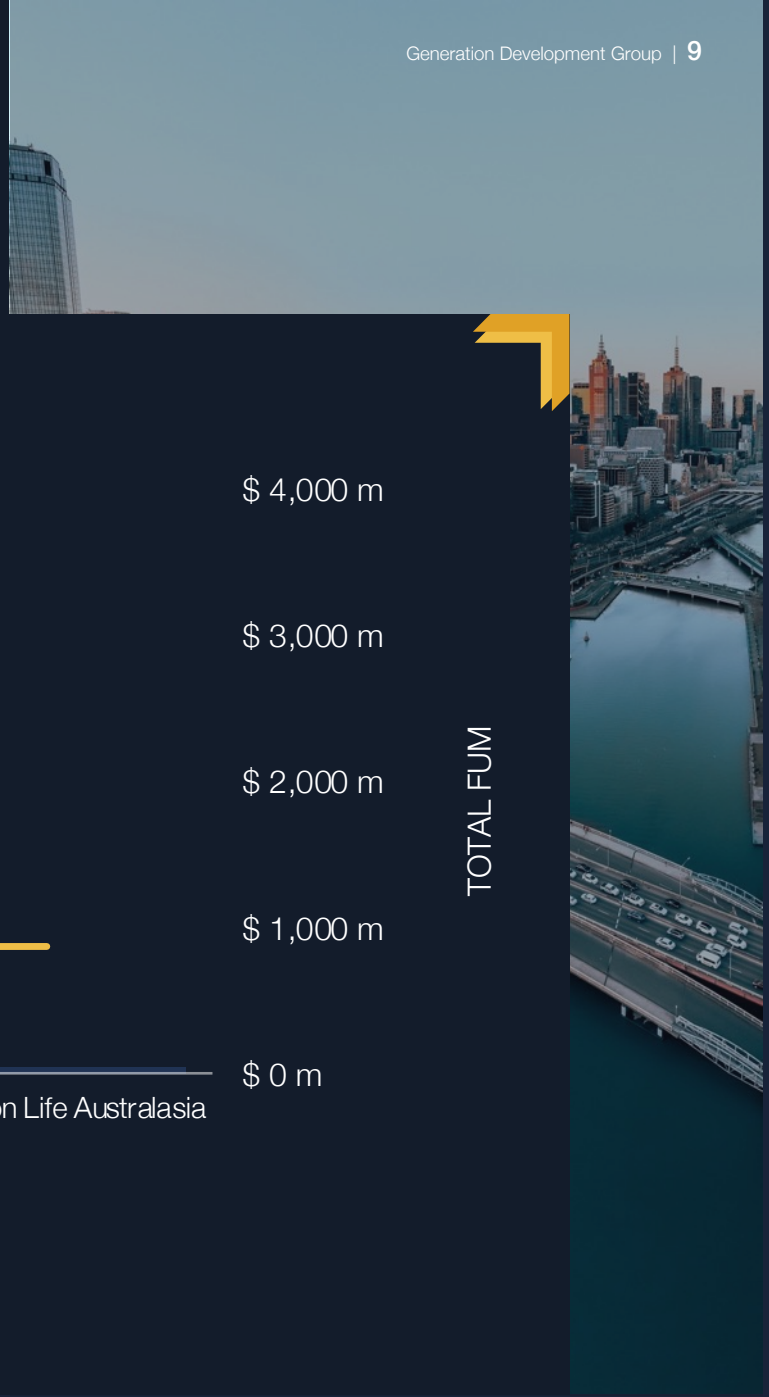 Generation Development Group | 9
$ 4,000 m
$ 3,000 m
$ 2,000 m
TOTAL FUM
$ 1,000 m
$ 0 m
on Life Australasia